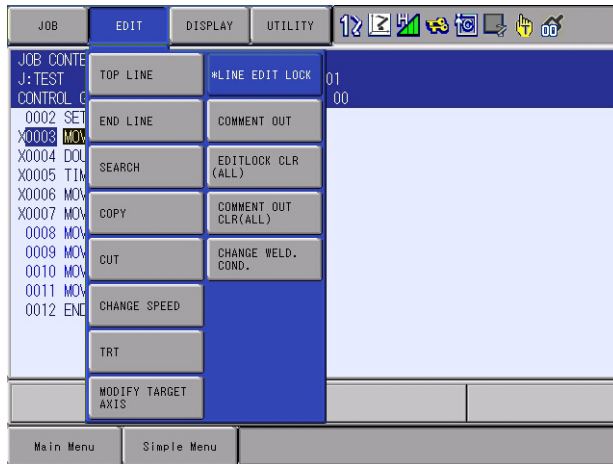 JOB
EDIT
DISPLAY
UTILITY
JOB CONTE
J:TEST
01
CONTROL G
00
0002 SET
X0003 MOV
X0004 DOU
X0005 TIM
X0006 MOV
X0007 MOV
0008 MOV
0009 MOV
0010 MOV
0011 MOV
0012 END
TOP LINE
END LINE
SEARCH
COPY
CUT
CHANGE SPEED
TRT
MODIFY TARGET
AXIS
*LINE EDIT LOCK
COMMENT OUT
EDITLOCK CLR
(ALL)
COMMENT OUT
CLR(ALL)
CHANGE WELD.
COND.
Main Menu
Simple Menu